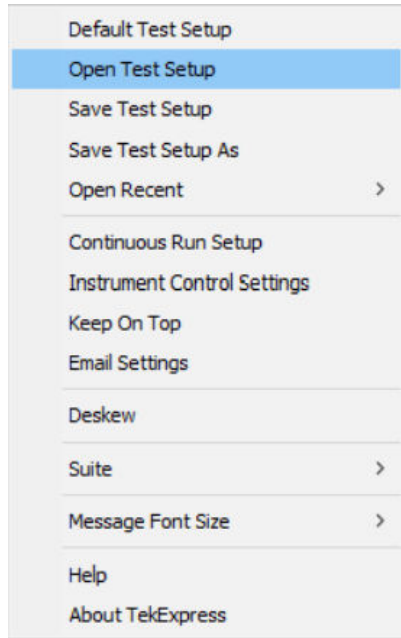 Default Test Setup
Open Test Setup
Save Test Setup
Save Test Setup As
Open Recent
Continuous Run Setup
Instrument Control Settings
Keep On Top
Email Settings
Deskew
Suite
Message Font Size
Help
About TekExpress